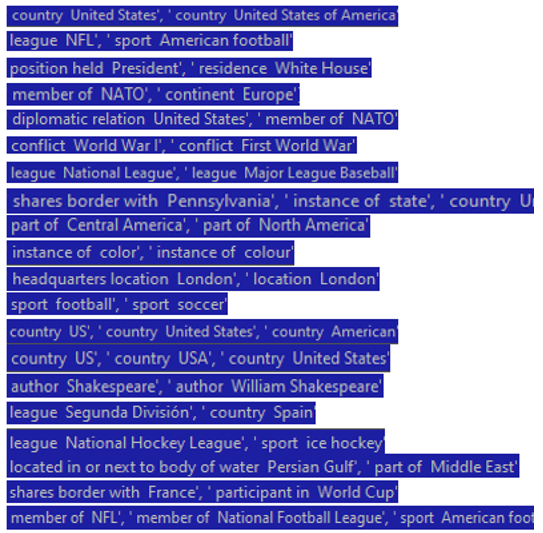 country  United States', ' country  United States of America'
league  NFL', ' sport  American football'
position held  President', ' residence  White House'
member of  NATO', ' continent  Europe'
diplomatic relation  United States', ' member of  NATO'
conflict  World War I', ' conflict  First World War'
league  National League', ' league  Major League Baseball'
shares border with  Pennsylvania', ' instance of  state', ' country
part of  Central America', ' part of  North America'
instance of  color', ' instance of  colour'
headquarters location  London', ' location  London'
sport  football', ' sport  soccer'
country  US', ' country  United States', ' country  American'
country  US', ' country  USA', ' country  United States'
author  Shakespeare', ' author  William Shakespeare'
league  Segunda División', ' country  Spain'
league  National Hockey League', ' sport  ice hockey'
located in or next to body of water  Persian Gulf', ' part of  Middle East'
shares border with  France', ' participant in  World Cup'
member of  NFL', ' member of  National Football League', ' sport  American